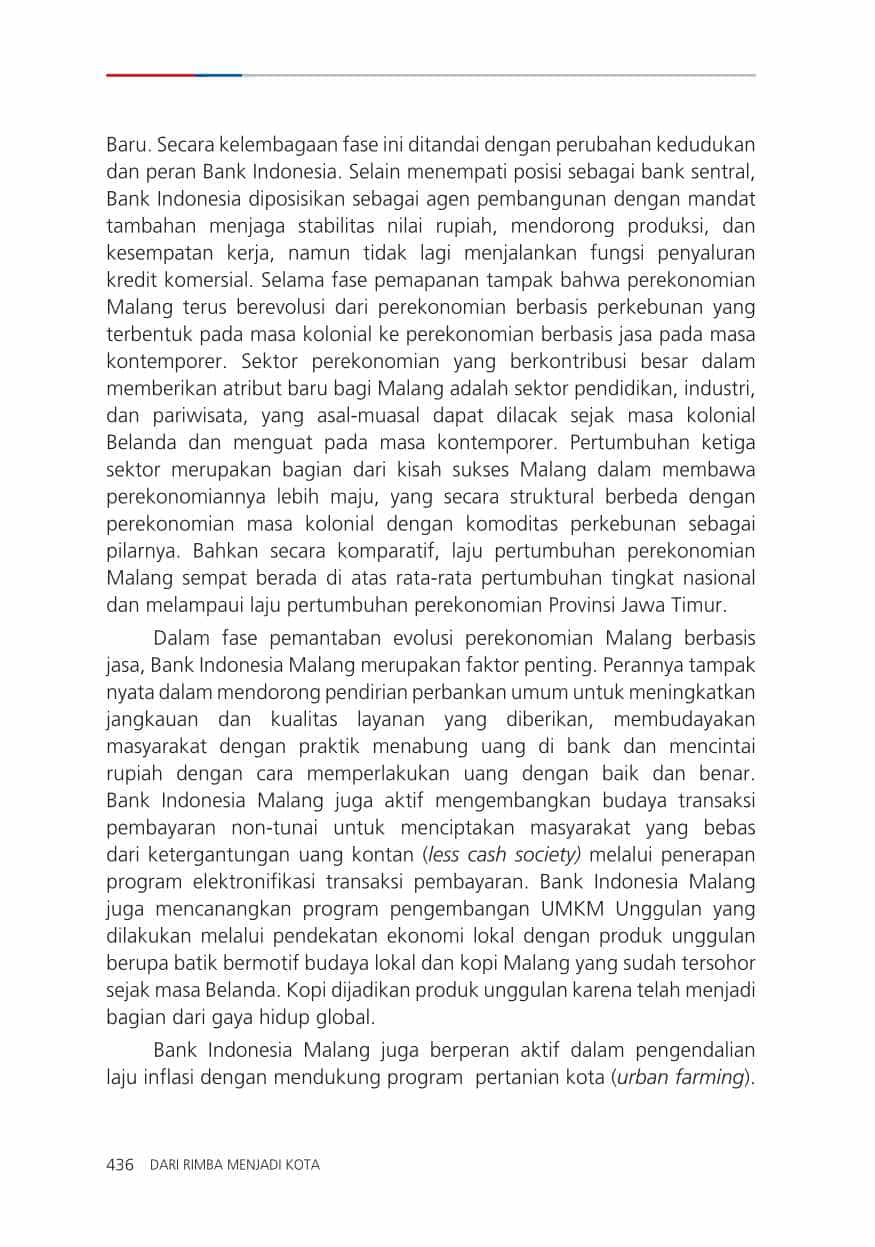 Baru. Secara kelembagaan fase ini ditandai dengan perubahan kedudukan
dan peran Bank Indonesia. Selain menempati posisi sebagai bank sentral,
Bank Indonesia diposisikan sebagai agen pembangunan dengan mandat
tambahan menjaga stabilitas nilai rupiah, mendorong produksi, dan
kesempatan kerja, namun tidak lagi menjalankan fungsi penyaluran
kredit komersial. Selama fase pemapanan tampak bahwa perekonomian
Malang terus berevolusi dari perekonomian berbasis perkebunan yang
terbentuk pada masa kolonial ke perekonomian berbasis jasa pada masa
kontemporer. Sektor perekonomian yang berkontribusi besar dalam
memberikan atribut baru bagi Malang adalah sektor pendidikan, industri,
dan pariwisata, yang asal-muasal dapat dilacak sejak masa kolonial
Belanda dan menguat pada masa kontemporer. Pertumbuhan ketiga
sektor merupakan bagian dari kisah sukses Malang dalam membawa
perekonomiannya lebih maju, yang secara struktural berbeda dengan
perekonomian masa kolonial dengan komoditas perkebunan sebagai
pilarnya. Bahkan secara komparatif, laju pertumbuhan perekonomian
Malang sempat berada di atas rata-rata pertumbuhan tingkat nasional
dan melampaui laju pertumbuhan perekonomian Provinsi Jawa Timur.
Dalam fase pemantaban evolusi perekonomian Malang berbasis
jasa, Bank Indonesia Malang merupakan faktor penting. Perannya tampak
nyata dalam mendorong pendirian perbankan umum untuk meningkatkan
jangkauan dan kualitas layanan yang diberikan, membudayakan
masyarakat dengan praktik menabung uang di bank dan mencintai
rupiah dengan cara memperlakukan uang dengan baik dan benar.
Bank Indonesia Malang juga aktif mengembangkan budaya transaksi
pembayaran non-tunai untuk menciptakan masyarakat yang bebas
dari ketergantungan uang kontan (less cash society) melalui penerapan
program elektronifikasi transaksi pembayaran. Bank Indonesia Malang
juga mencanangkan program pengembangan UMKM Unggulan yang
dilakukan melalui pendekatan ekonomi lokal dengan produk unggulan
berupa batik bermotif budaya lokal dan kopi Malang yang sudah tersohor
sejak masa Belanda. Kopi dijadikan produk unggulan karena telah menjadi
bagian dari gaya hidup global.
Bank Indonesia Malang juga berperan aktif dalam pengendalian
laju inflasi dengan mendukung program pertanian kota (urban farming).
436 DARI RIMBA MENJADI KOTA